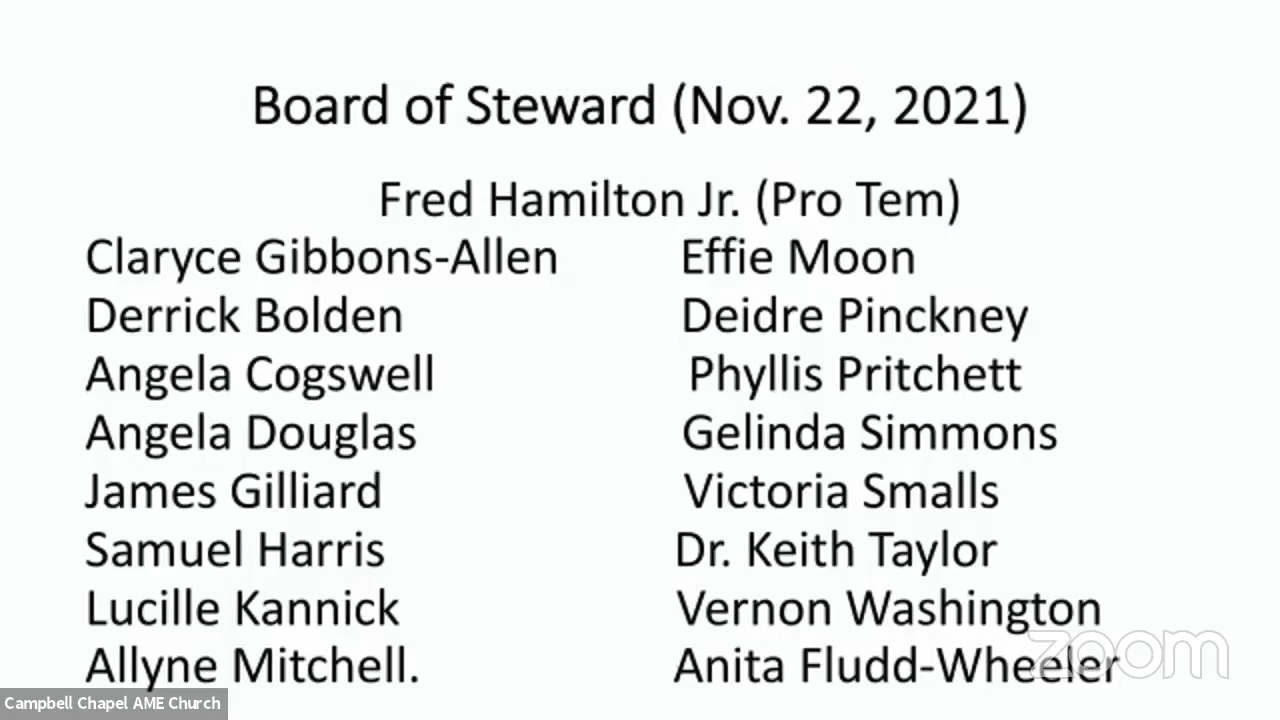 Board of Steward (Nov. 22, 2021)
Fred Hamilton Jr. (Pro Tem)
Claryce Gibbons-Allen Effie Moon
Derrick Bolden Deidre Pinckney
Angela Cogswell Phyllis Pritchett
Angela Douglas Gelinda Simmons
James Gilliard Victoria Smalls
Samuel Harris Dr. Keith Taylor
Lucille Kannick Vernon Washington
Allyne Mitchell. Anita Fludd-Wheeler
zoom
Campbell Chapel AME Church